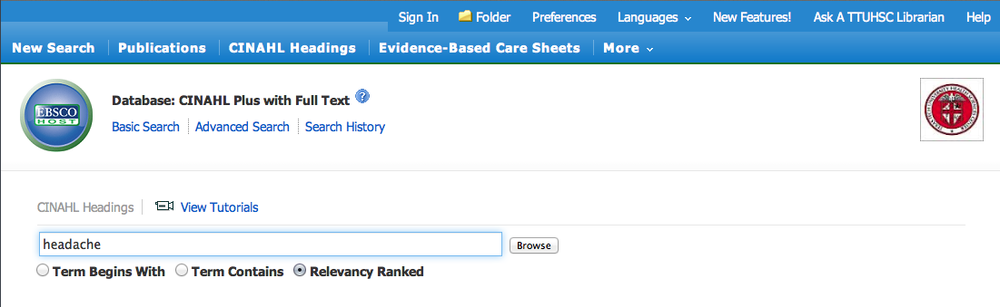 Sign In Folder Preferences Languages New Features! Ask A TTUHSC Librarian Help
New Search Publications CINAHL Headings Evidence-Based Care Sheets More
EBSCO
HOST
Database: CINAHL Plus with Full Text ?
Basic Search Advanced Search Search History
CINAHL Headings View Tutorials
headache Browse
Term Begins With Term Contains Relevancy Ranked